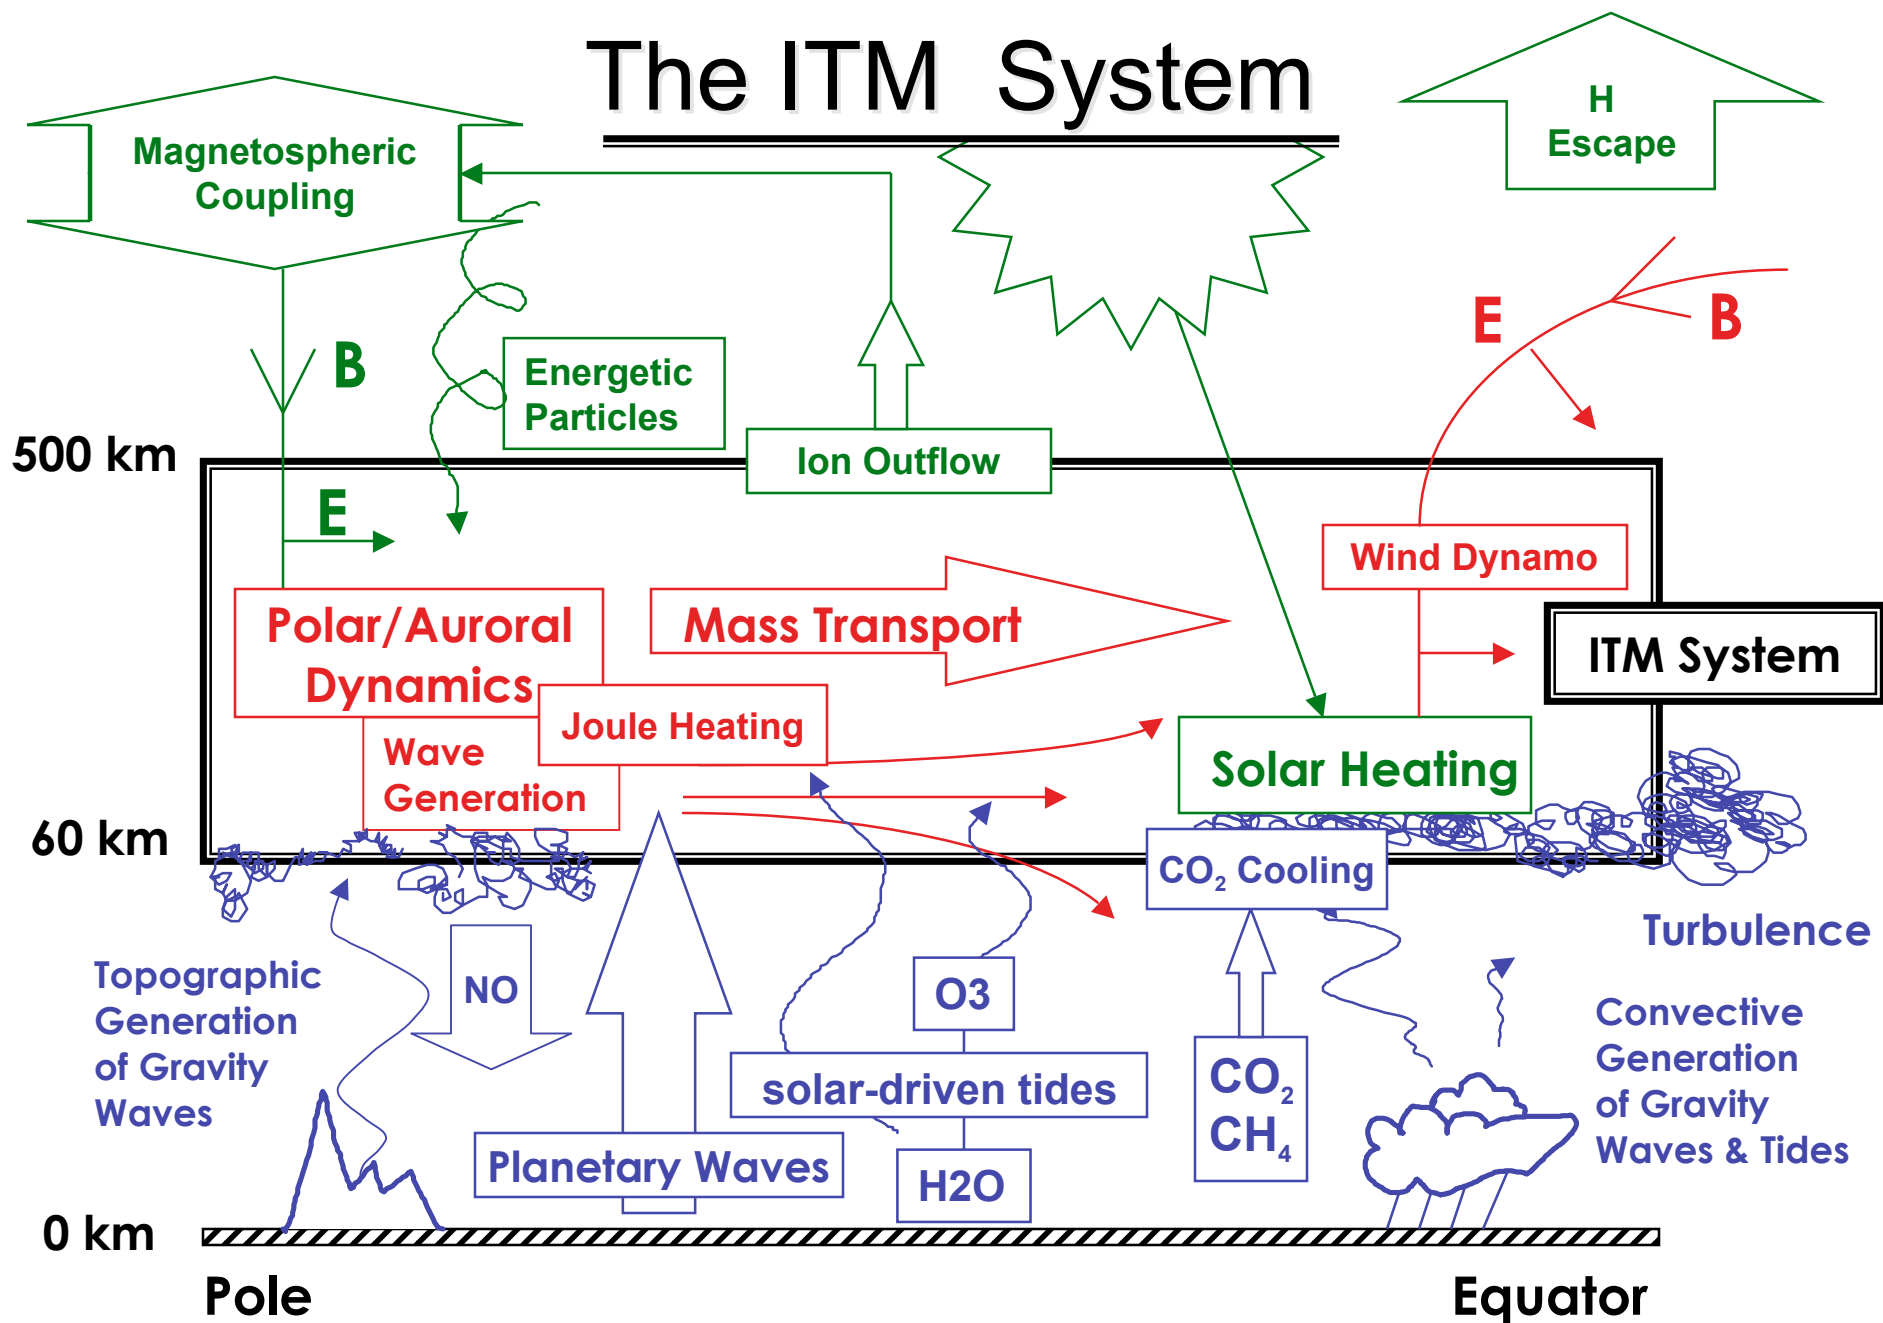 The ITM System
H
Escape
Magnetospheric
Coupling
E
B
B
Energetic
Particles
500 km
Ion Outflow
E
Wind Dynamo
Polar/Auroral
Dynamics
Mass Transport
ITM System
Joule Heating
Wave
Generation
Solar Heating
60 km
CO₂ Cooling
Turbulence
Topographic
Generation
of Gravity
Waves
NO
O3
Convective
Generation
of Gravity
Waves & Tides
solar-driven tides
CO₂
CH₄
Planetary Waves
H2O
0 km
Pole
Equator